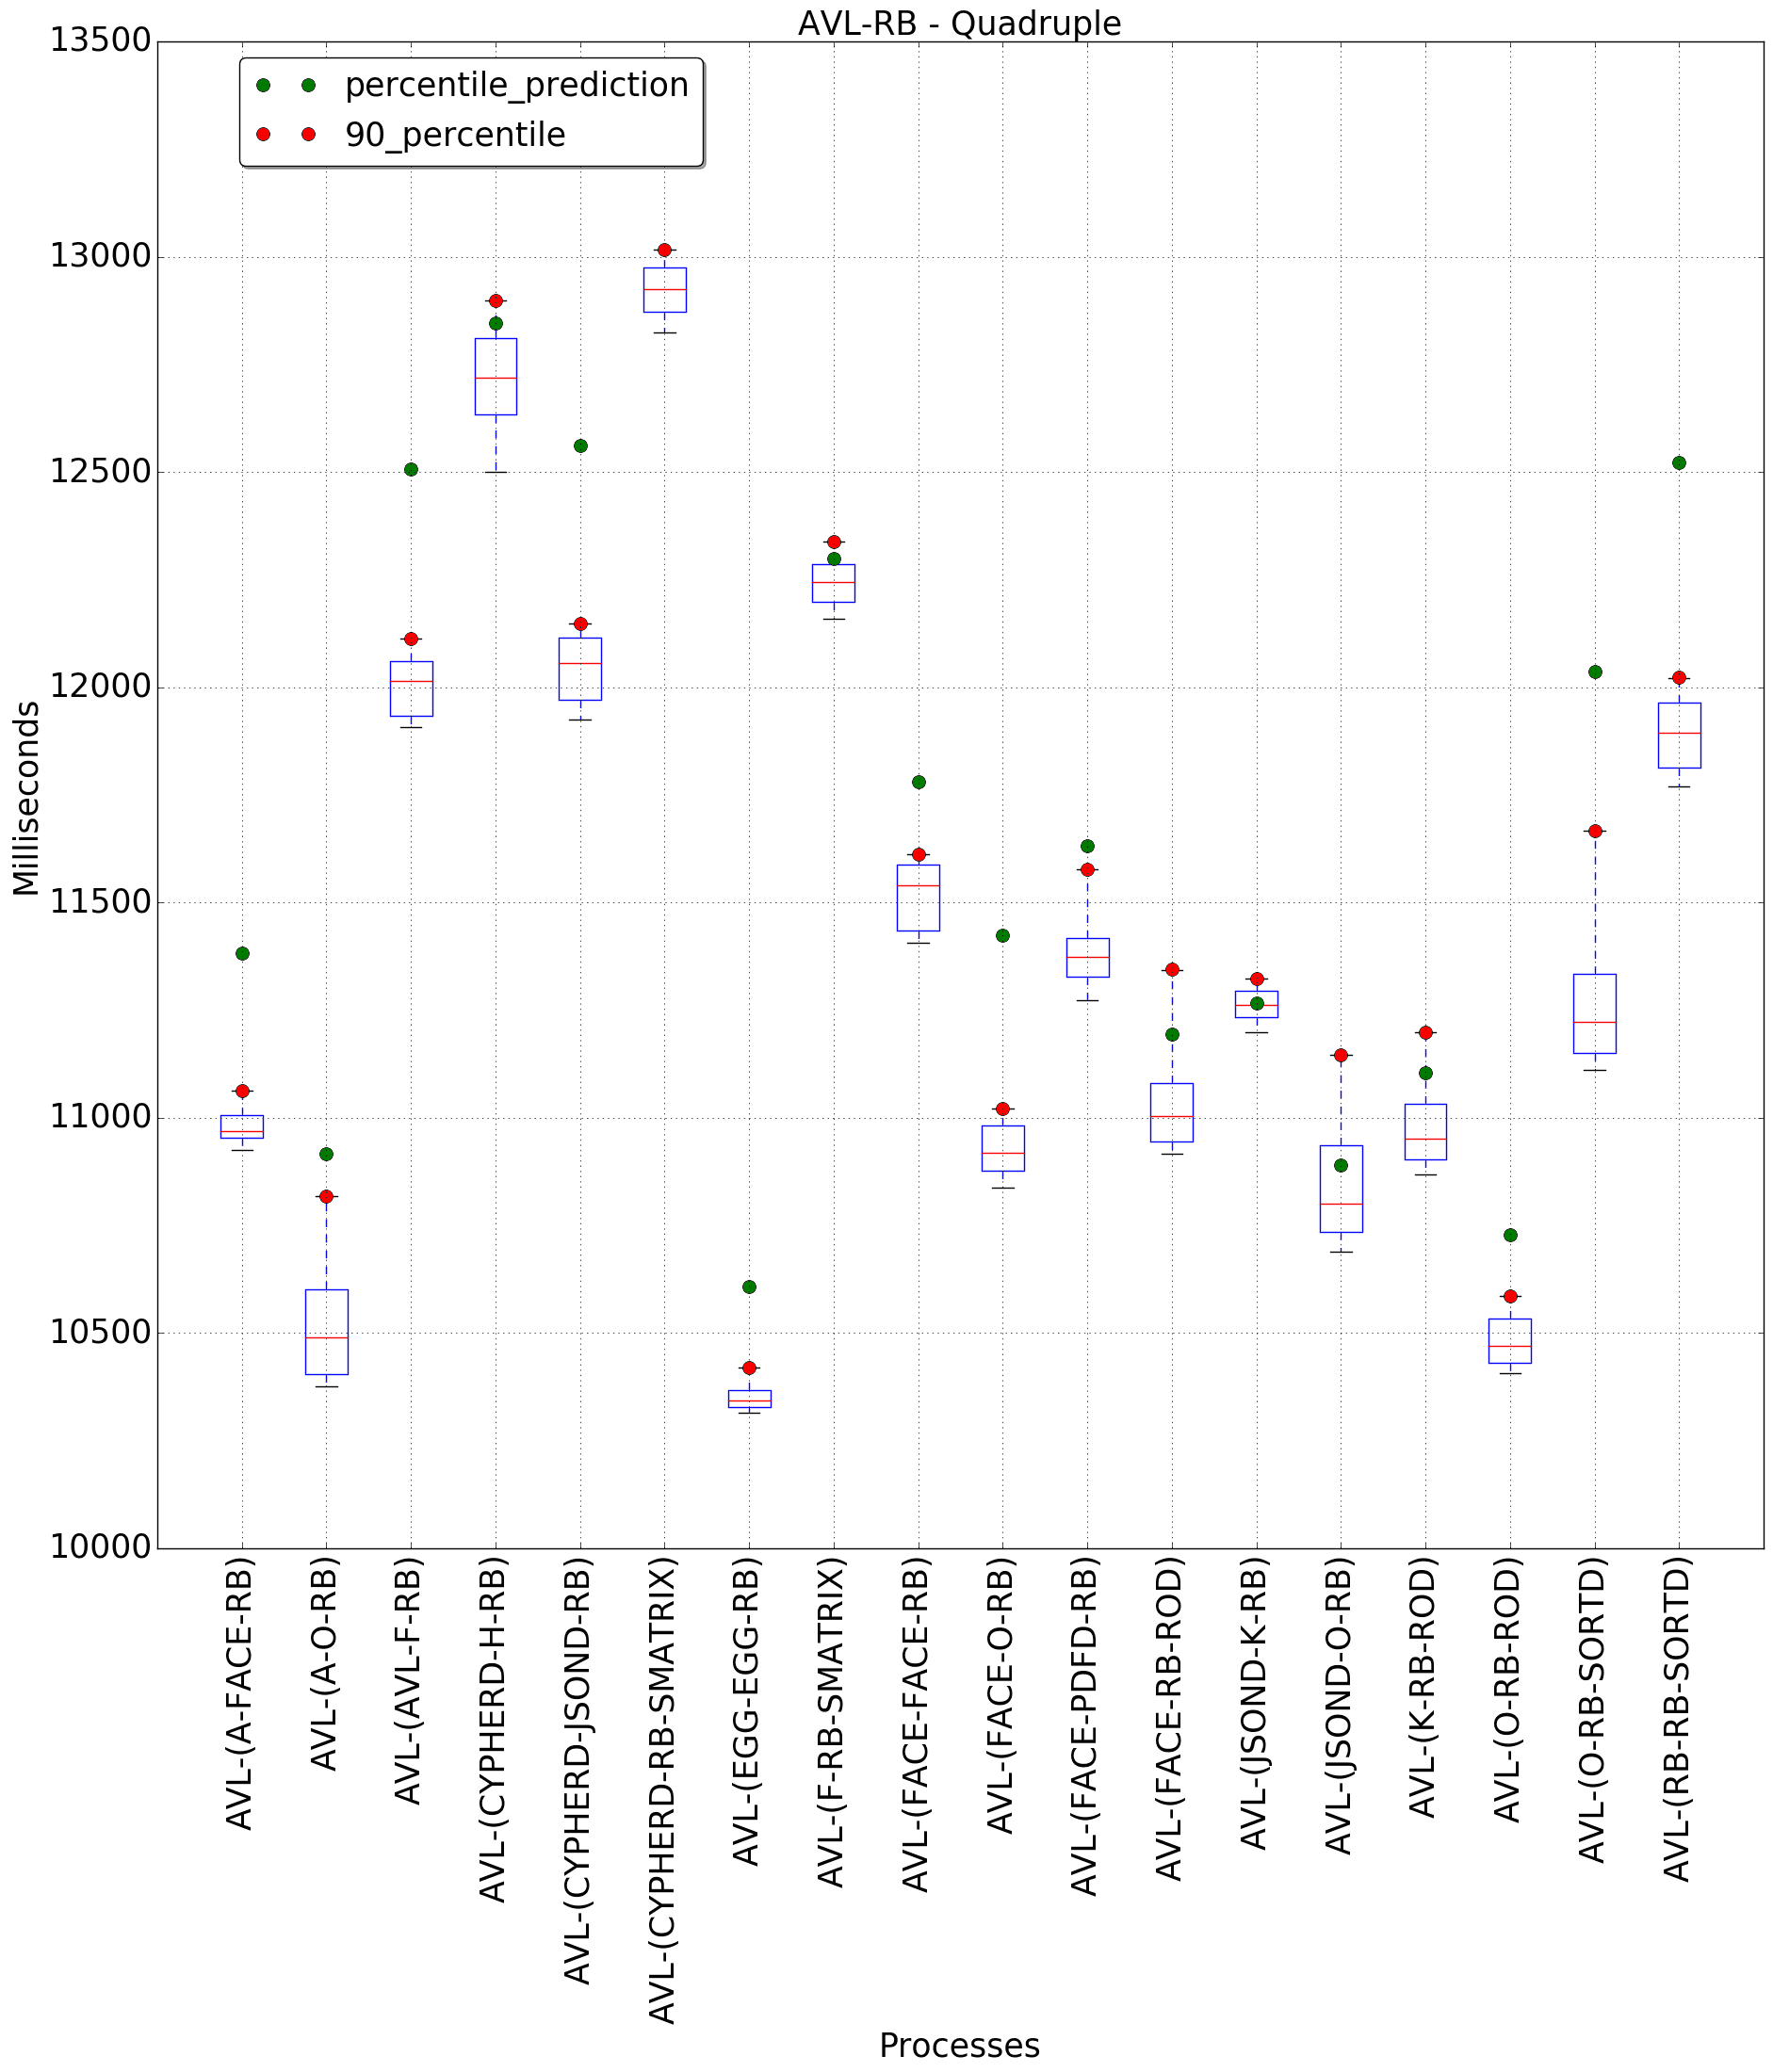 AVL-RB - Quadruple
percentile_prediction
90_percentile
13500
13000
12500
12000
11500
11000
10500
10000
Milliseconds
AVL-(A-FACE-RB)
AVL-(A-O-RB)
AVL-(AVL-F-RB)
AVL-(CYPHERD-H-RB)
AVL-(CYPHERD-JSOND-RB)
AVL-(CYPHERD-RB-SMATRIX)
AVL-(EGG-EGG-RB)
AVL-(F-RB-SMATRIX)
AVL-(FACE-FACE-RB)
AVL-(FACE-O-RB)
AVL-(FACE-PDFD-RB)
AVL-(FACE-RB-ROD)
AVL-(JSOND-K-RB)
AVL-(JSOND-O-RB)
AVL-(K-RB-ROD)
AVL-(O-RB-ROD)
AVL-(O-RB-SORTD)
AVL-(RB-RB-SORTD)
Processes